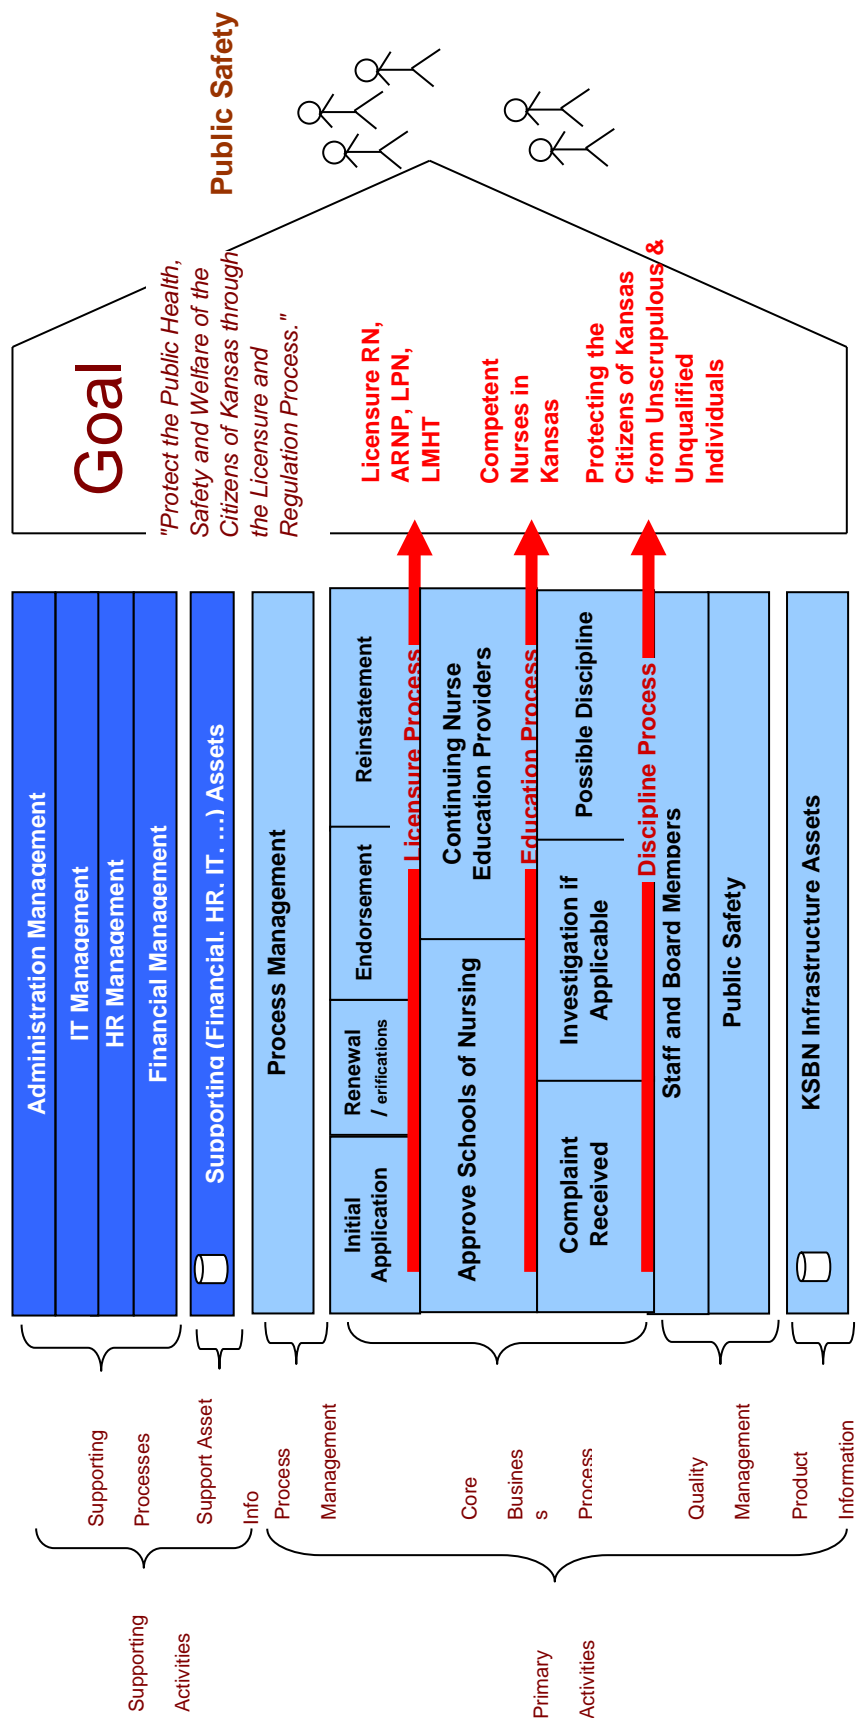 Supporting
Activities
Supporting
Processes
Support Asset
Info
Administration Management
IT Management
HR Management
Financial Management
Supporting (Financial. HR. IT. ...) Assets
Goal
"Protect the Public Health,
Safety and Welfare of the
Citizens of Kansas through
the Licensure and
Regulation Process."
Public Safety
Primary
Activities
Process
Management
Process Management
Core
Busines
s
Process
Initial
Application
Renewal
/ erifications
Endorsement
Reinstatement
Licensure Process
Licensure RN,
ARNP, LPN,
LMHT
Approve Schools of Nursing
Continuing Nurse
Education Providers
Education Process
Competent
Nurses in
Kansas
Complaint
Received
Investigation if
Applicable
Possible Discipline
Discipline Process
Protecting the
Citizens of Kansas
from Unscrupulous &
Unqualified
Individuals
Quality
Management
Staff and Board Members
Public Safety
Product
Information
KSBN Infrastructure Assets